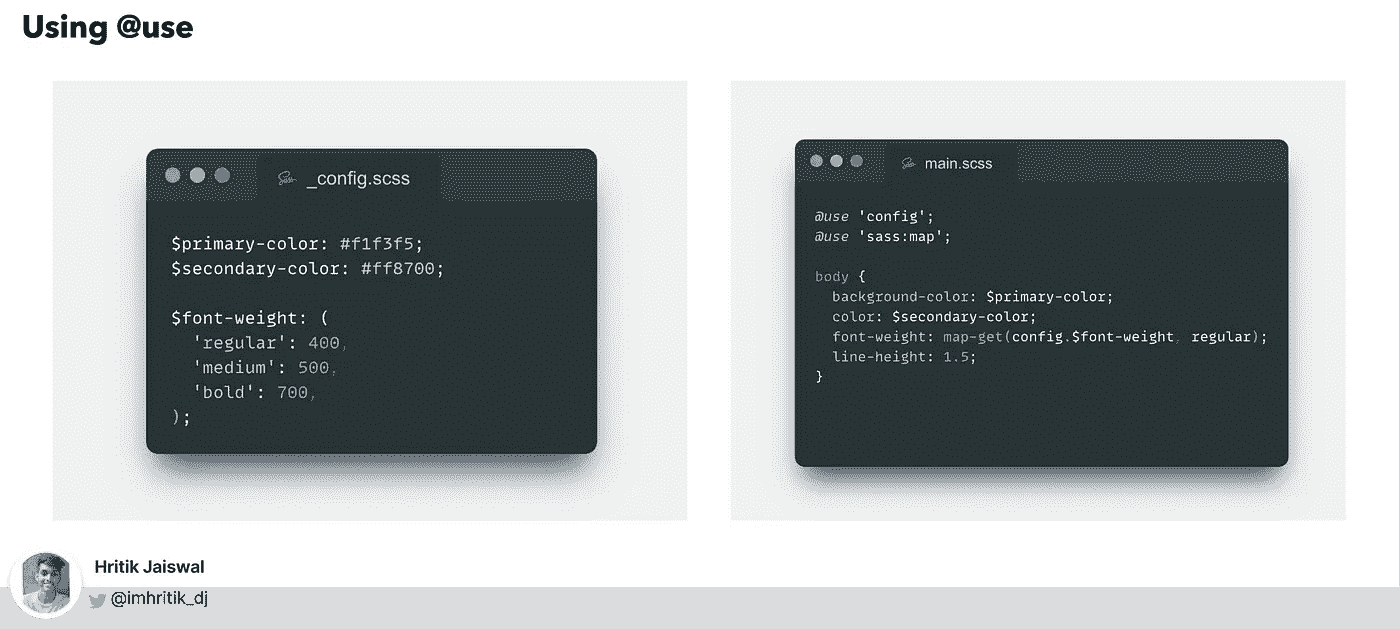 Using @use
_config.scss
$primary-color: #f1f3f5;
$secondary-color: #ff8700;
$font-weight: (
'regular': 400,
'medium': 500,
'bold': 700,
);
main.scss
@use 'config';
@use 'sass:map';
body {
background-color: $primary-color;
color: $secondary-color;
font-weight: map-get(config.$font-weight, regular);
line-height: 1.5;
}
Hritik Jaiswal
@imhritik_dj